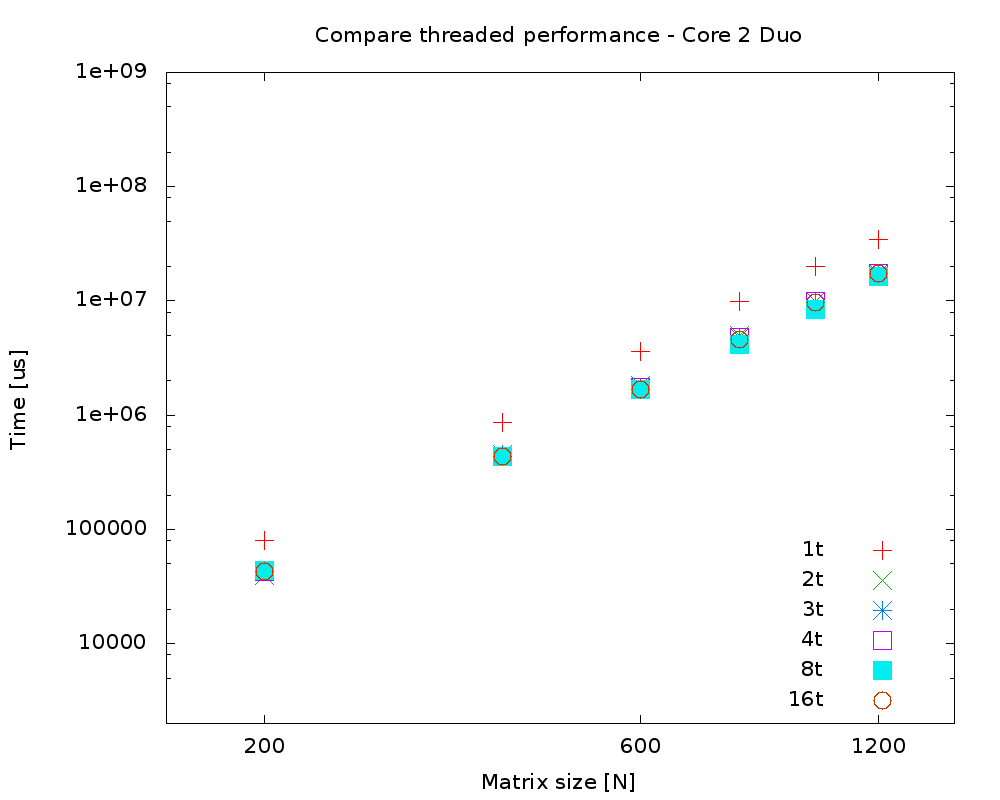 Compare threaded performance - Core 2 Duo
1e+09
1e+08
1e+07
1e+06
100000
10000
Time [us]
1t
2t
3t
4t
8t
16t
200 600 1200
Matrix size [N]